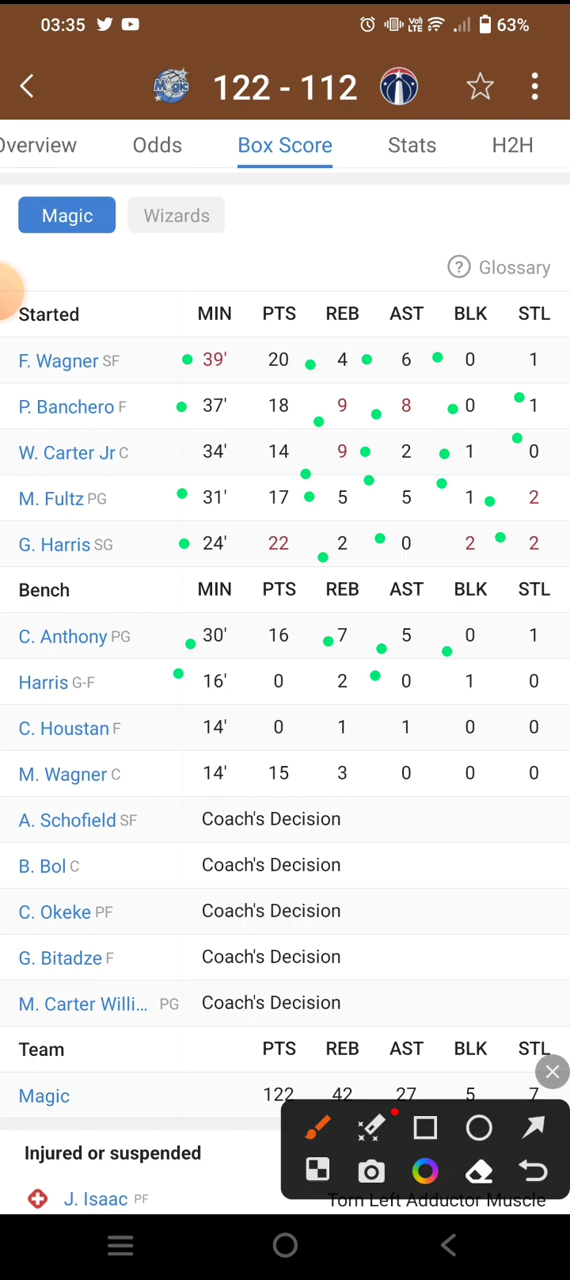 03:35 Vo) LTE 63%
Magic 122 - 112
Overview Odds Box Score Stats H2H
Magic Wizards
? Glossary
Started MIN PTS REB AST BLK STL
F. Wagner SF 39' 20 4 6 0 1
P. Banchero F 37' 18 9 8 0 1
W. Carter Jr C 34' 14 9 2 1 0
M. Fultz PG 31' 17 5 5 1 2
G. Harris SG 24' 22 2 0 2 2
Bench MIN PTS REB AST BLK STL
C. Anthony PG 30' 16 7 5 0 1
Harris G-F 16' 0 2 0 1 0
C. Houstan F 14' 0 1 1 0 0
M. Wagner C 14' 15 3 0 0 0
A. Schofield SF Coach's Decision
B. Bol C Coach's Decision
C. Okeke PF Coach's Decision
G. Bitadze F Coach's Decision
M. Carter Willi... PG Coach's Decision
Team PTS REB AST BLK STL
Magic 122 42 27 5 7
Injured or suspended
J. Isaac PF Torn Left Adductor Muscle